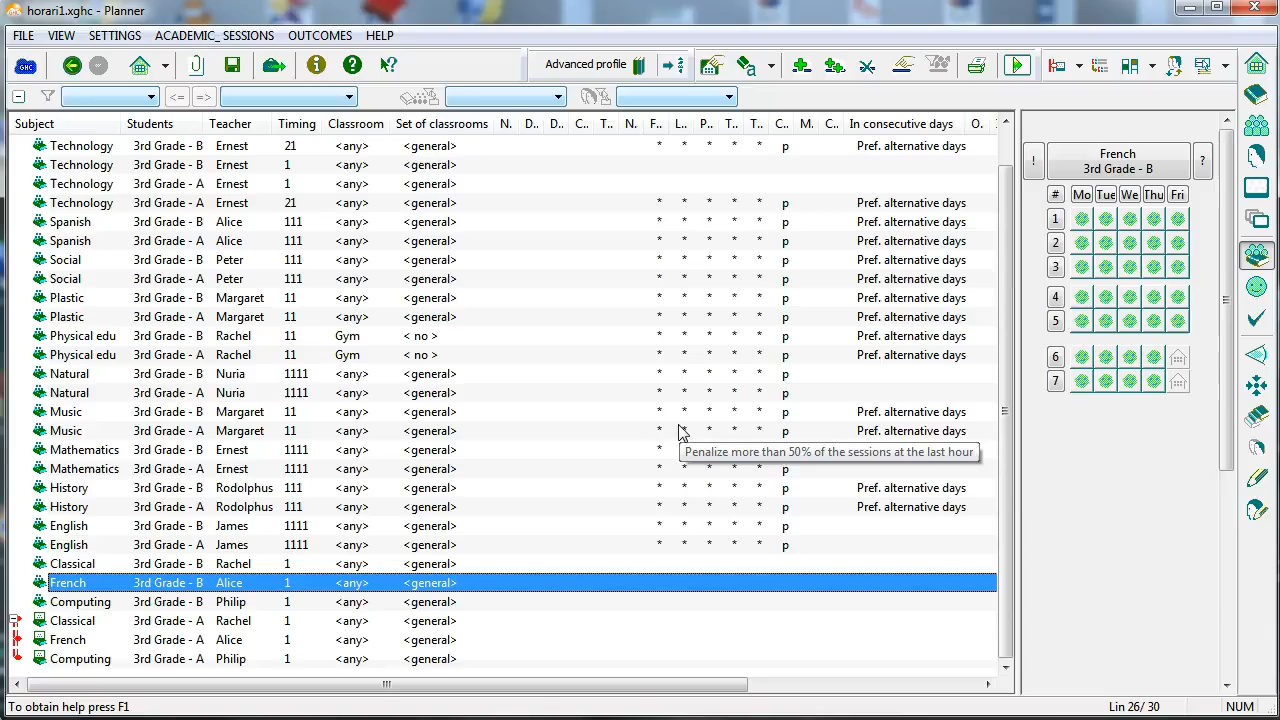 horari1.xghc - Planner
FILE VIEW SETTINGS ACADEMIC_ SESSIONS OUTCOMES HELP
GHC Advanced profile
Subject Students Teacher Timing Classroom Set of classrooms N. D.. D.. C.. T.. N. F.. L.. P.. T.. T.. C.. M. C.. In consecutive days O.
Technology 3rd Grade - B Ernest 21 <any> <general> * * * * * p Pref. alternative days
Technology 3rd Grade - B Ernest 1 <any> <general>
Technology 3rd Grade - A Ernest 1 <any> <general>
Technology 3rd Grade - A Ernest 21 <any> <general> * * * * * p Pref. alternative days
Spanish 3rd Grade - B Alice 111 <any> <general> * * * * * p Pref. alternative days
Spanish 3rd Grade - A Alice 111 <any> <general> * * * * * p Pref. alternative days
Social 3rd Grade - B Peter 111 <any> <general> * * * * * p Pref. alternative days
Social 3rd Grade - A Peter 111 <any> <general> * * * * * p Pref. alternative days
Plastic 3rd Grade - B Margaret 11 <any> <general> * * * * * p Pref. alternative days
Plastic 3rd Grade - A Margaret 11 <any> <general> * * * * * p Pref. alternative days
Physical edu 3rd Grade - B Rachel 11 Gym < no > * * * * * p Pref. alternative days
Physical edu 3rd Grade - A Rachel 11 Gym < no > * * * * * p Pref. alternative days
Natural 3rd Grade - B Nuria 1111 <any> <general> * * * * * p
Natural 3rd Grade - A Nuria 1111 <any> <general> * * * * * p
Music 3rd Grade - B Margaret 11 <any> <general> * * * * * p Pref. alternative days
Music 3rd Grade - A Margaret 11 <any> <general> * * * * * p Pref. alternative days
Mathematics 3rd Grade - B Ernest 1111 <any> <general> *
Penalize more than 50% of the sessions at the last hour
Mathematics 3rd Grade - A Ernest 1111 <any> <general> * * * * * p
History 3rd Grade - B Rodolphus 111 <any> <general> * * * * * p Pref. alternative days
History 3rd Grade - A Rodolphus 111 <any> <general> * * * * * p Pref. alternative days
English 3rd Grade - B James 1111 <any> <general> * * * * * p
English 3rd Grade - A James 1111 <any> <general> * * * * * p
Classical 3rd Grade - B Rachel 1 <any> <general>
French 3rd Grade - B Alice 1 <any> <general>
Computing 3rd Grade - B Philip 1 <any> <general>
Classical 3rd Grade - A Rachel 1 <any> <general>
French 3rd Grade - A Alice 1 <any> <general>
Computing 3rd Grade - A Philip 1 <any> <general>
! French ?
3rd Grade - B
# Mo Tue We Thu Fri
1
2
3
4
5
6
7
To obtain help press F1 Lin 26/ 30 NUM